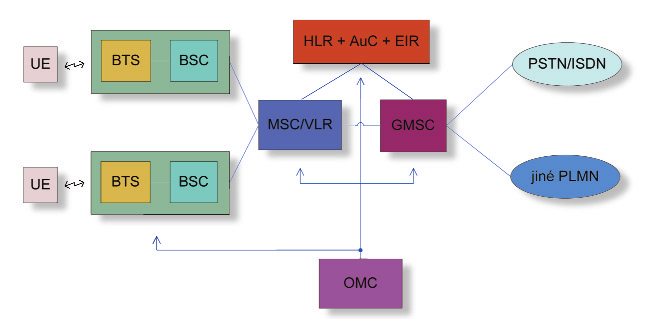 HLR + AuC + EIR
UE
BTS
BSC
PSTN/ISDN
MSC/VLR
GMSC
UE
BTS
BSC
jiné PLMN
OMC